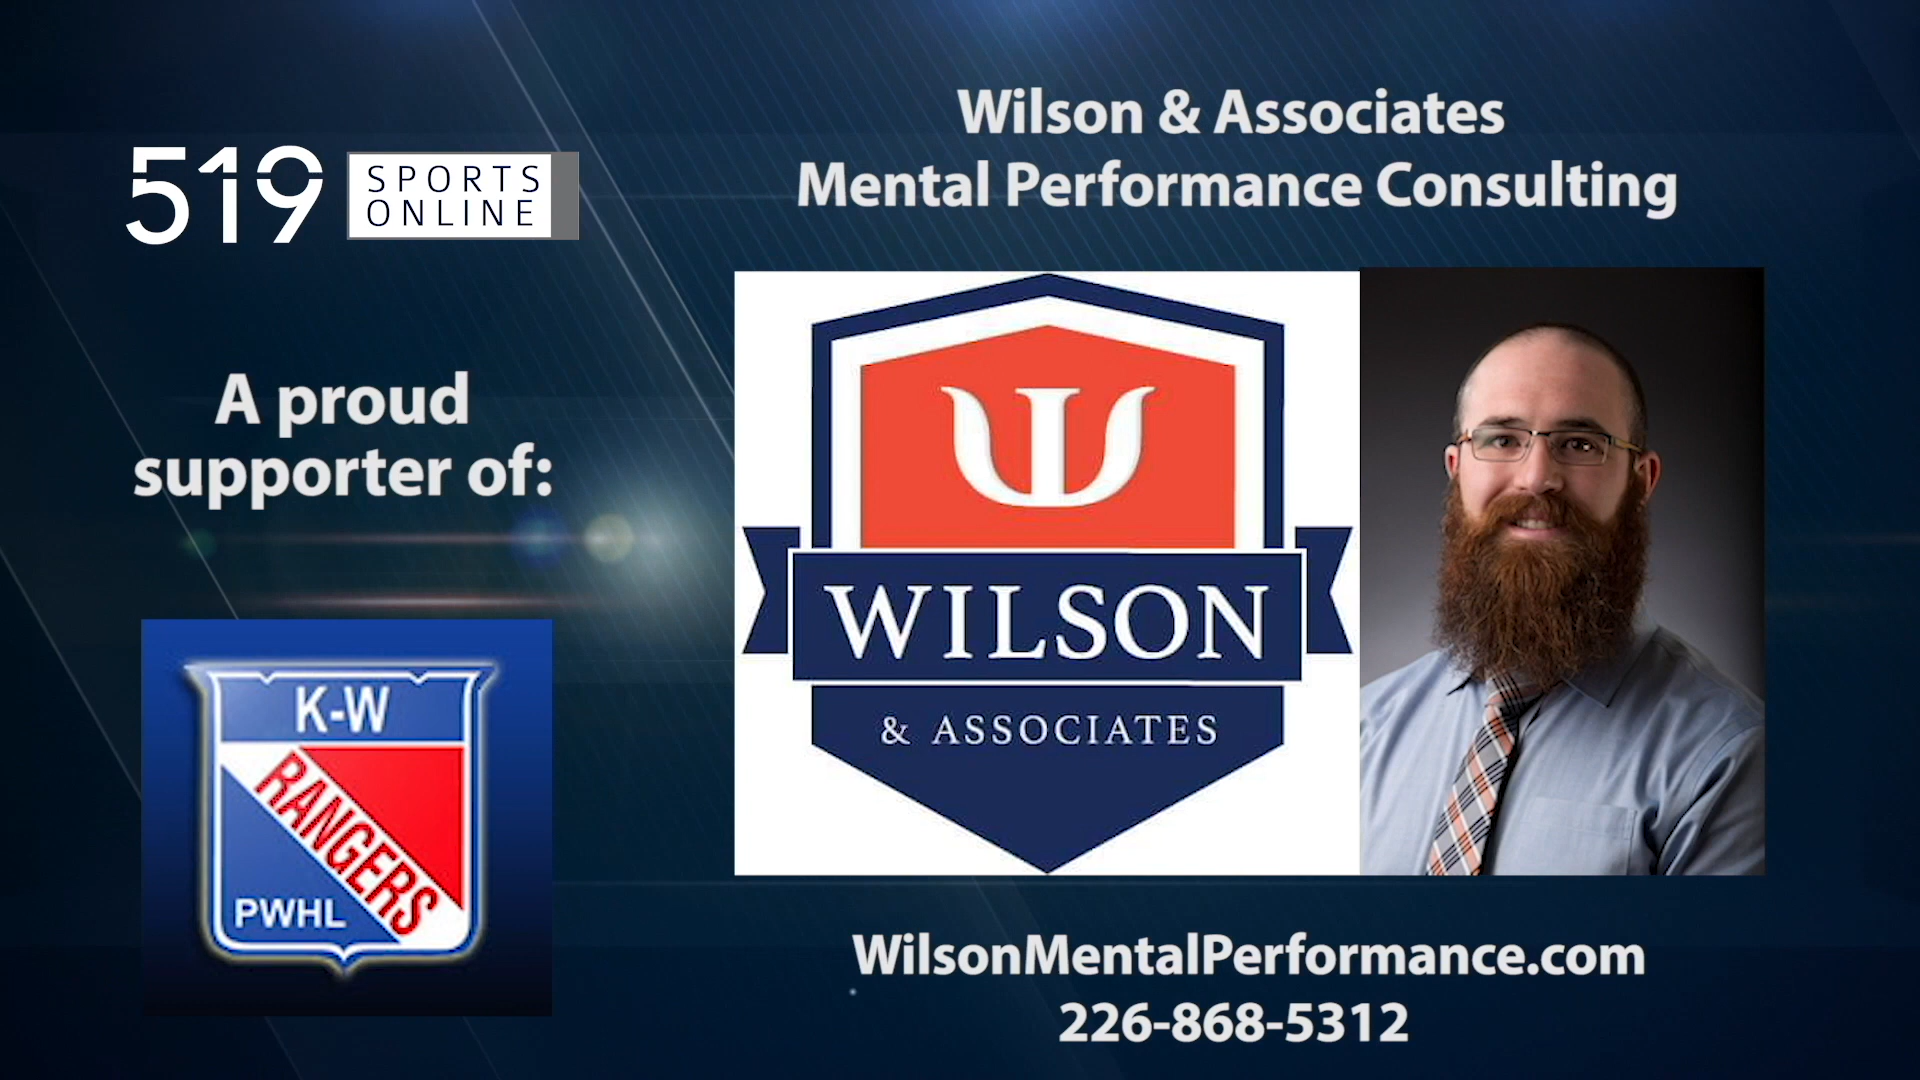 519
SPORTS
ONLINE
A proud
supporter of:
K-W
RANGERS
PWHL
Wilson & Associates
Mental Performance Consulting
Ψ
WILSON
& ASSOCIATES
WilsonMentalPerformance.com
226-868-5312